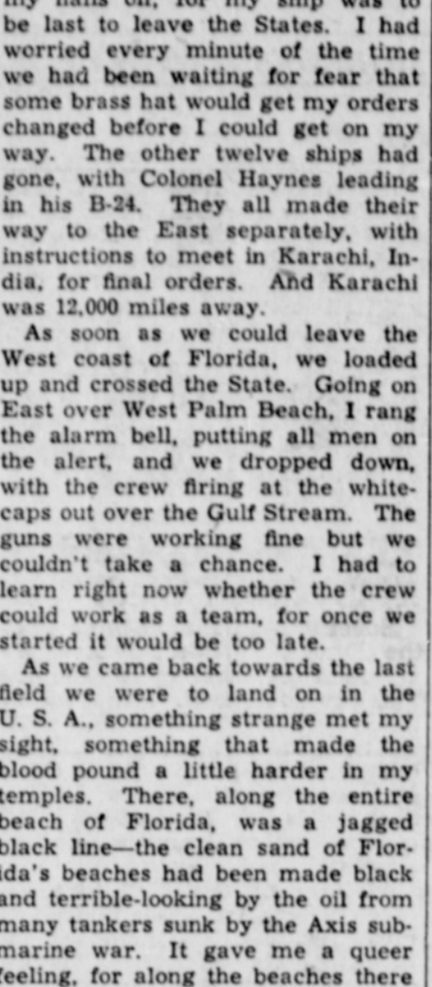 my nails off, for my ship was to
be last to leave the States. I had
worried every minute of the time
we had been waiting for fear that
some brass hat would get my orders
changed before I could get on my
way. The other twelve ships had
gone, with Colonel Haynes leading
in his B-24. They all made their
way to the East separately, with
instructions to meet in Karachi, In-
dia, for final orders. And Karachi
was 12,000 miles away.
As soon as we could leave the
West coast of Florida, we loaded
up and crossed the State. Going on
East over West Palm Beach, I rang
the alarm bell, putting all men on
the alert, and we dropped down,
with the crew firing at the white-
caps out over the Gulf Stream. The
guns were working fine but we
couldn't take a chance. I had to
learn right now whether the crew
could work as a team, for once we
started it would be too late.
As we came back towards the last
field we were to land on in the
U. S. A., something strange met my
sight, something that made the
blood pound a little harder in my
temples. There, along the entire
beach of Florida, was a jagged
black line—the clean sand of Flor-
ida's beaches had been made black
and terrible-looking by the oil from
many tankers sunk by the Axis sub-
marine war. It gave me a queer
feeling, for along the beaches there